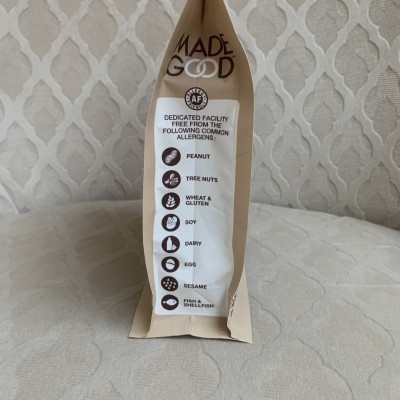 MADE
GOOD
AF
DEDICATED FACILITY
FREE FROM THE
FOLLOWING COMMON
ALLERGENS:
PEANUT
TREE NUTS
WHEAT &
GLUTEN
SOY
DAIRY
EGG
SESAME
FISH &
SHELLFISH